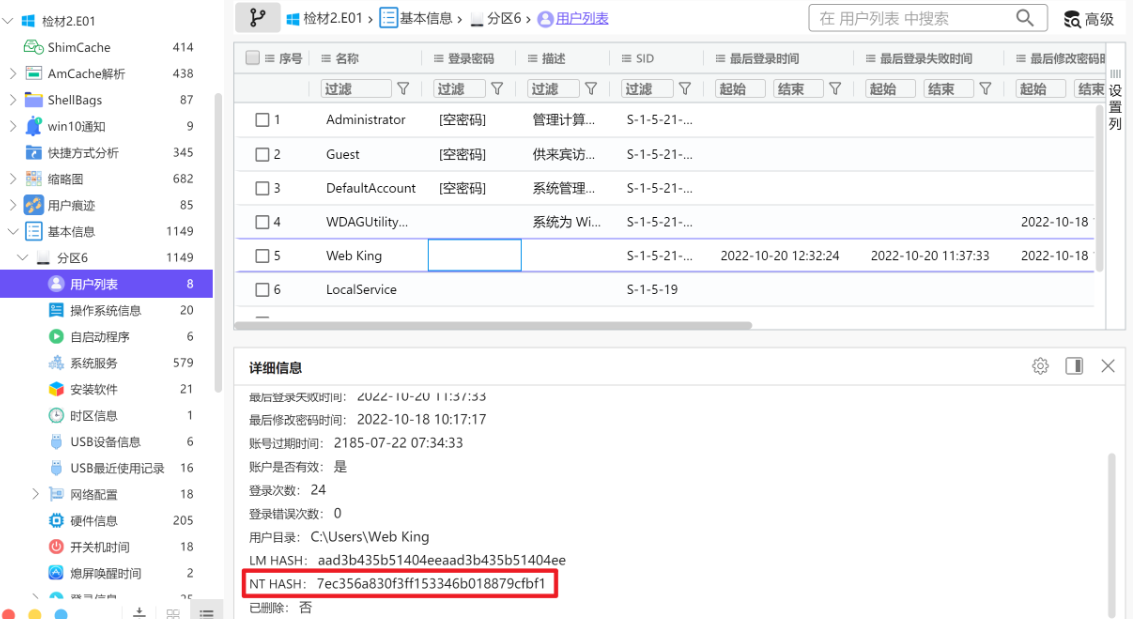 检材2.E01
ShimCache 414
AmCache解析 438
ShellBags 87
win10通知 9
快捷方式分析 345
缩略图 682
用户痕迹 85
基本信息 1149
分区6 1149
用户列表 8
操作系统信息 20
自启动程序 6
系统服务 579
安装软件 21
时区信息 1
USB设备信息 6
USB最近使用记录 16
网络配置 18
硬件信息 205
开关机时间 18
熄屏唤醒时间 2
登录信息 25
检材2.E01 › 基本信息 › 分区6 › 用户列表
在 用户列表 中搜索
高级
序号 名称 登录密码 描述 SID 最后登录时间 最后登录失败时间 最后修改密码时
过滤 过滤 过滤 过滤 起始 结束 起始 结束 起始 结束
1 Administrator [空密码] 管理计算... S-1-5-21-...
2 Guest [空密码] 供来宾访... S-1-5-21-...
3 DefaultAccount [空密码] 系统管理... S-1-5-21-...
4 WDAGUtility... 系统为 Wi... S-1-5-21-... 2022-10-18
5 Web King S-1-5-21-... 2022-10-20 12:32:24 2022-10-20 11:37:33 2022-10-18
6 LocalService S-1-5-19
设置列
详细信息
最后登录失败时间: 2022-10-20 11:37:33
最后修改密码时间: 2022-10-18 10:17:17
账号过期时间: 2185-07-22 07:34:33
账户是否有效: 是
登录次数: 24
登录错误次数: 0
用户目录: C:\Users\Web King
LM HASH: aad3b435b51404eeaad3b435b51404ee
NT HASH: 7ec356a830f3ff153346b018879cfbf1
已删除: 否